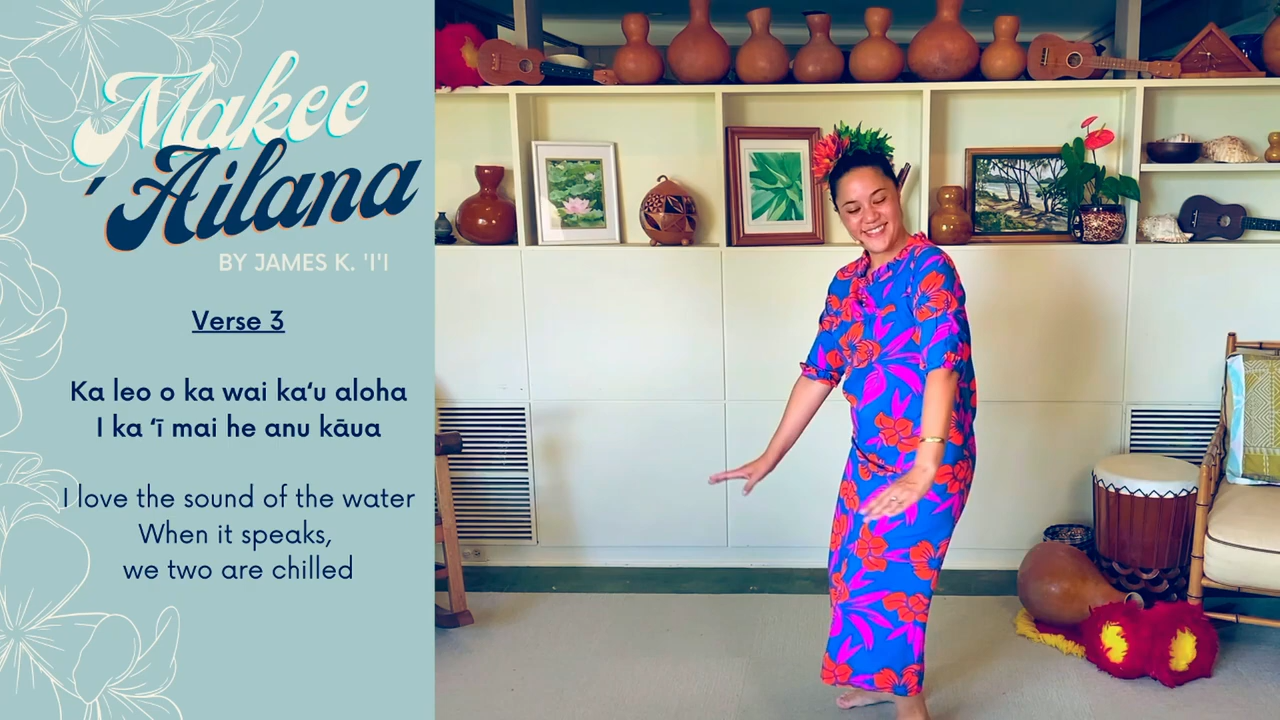 Makee
'Ailana
BY JAMES K. 'I'I
Verse 3
Ka leo o ka wai ka‘u aloha
I ka ‘ī mai he anu kāua
I love the sound of the water
When it speaks,
we two are chilled